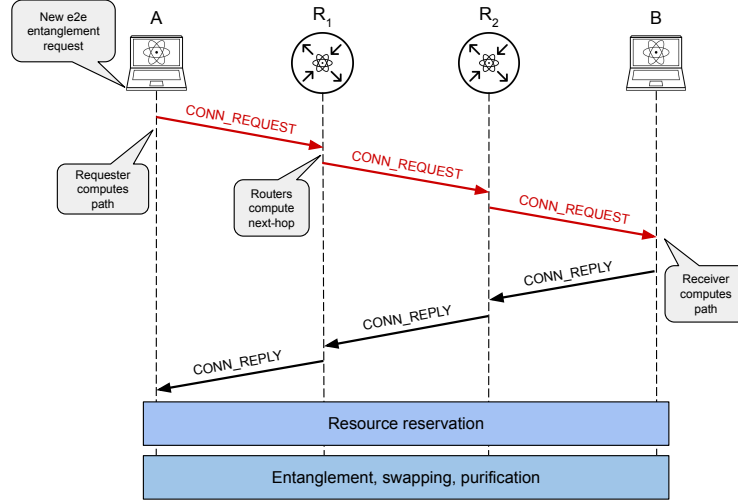 A
R1
R2
B
New e2e
entanglement
request
CONN_REQUEST
CONN_REQUEST
CONN_REQUEST
Requester
computes
path
Routers
compute
next-hop
Receiver
computes
path
CONN_REPLY
CONN_REPLY
CONN_REPLY
Resource reservation
Entanglement, swapping, purification